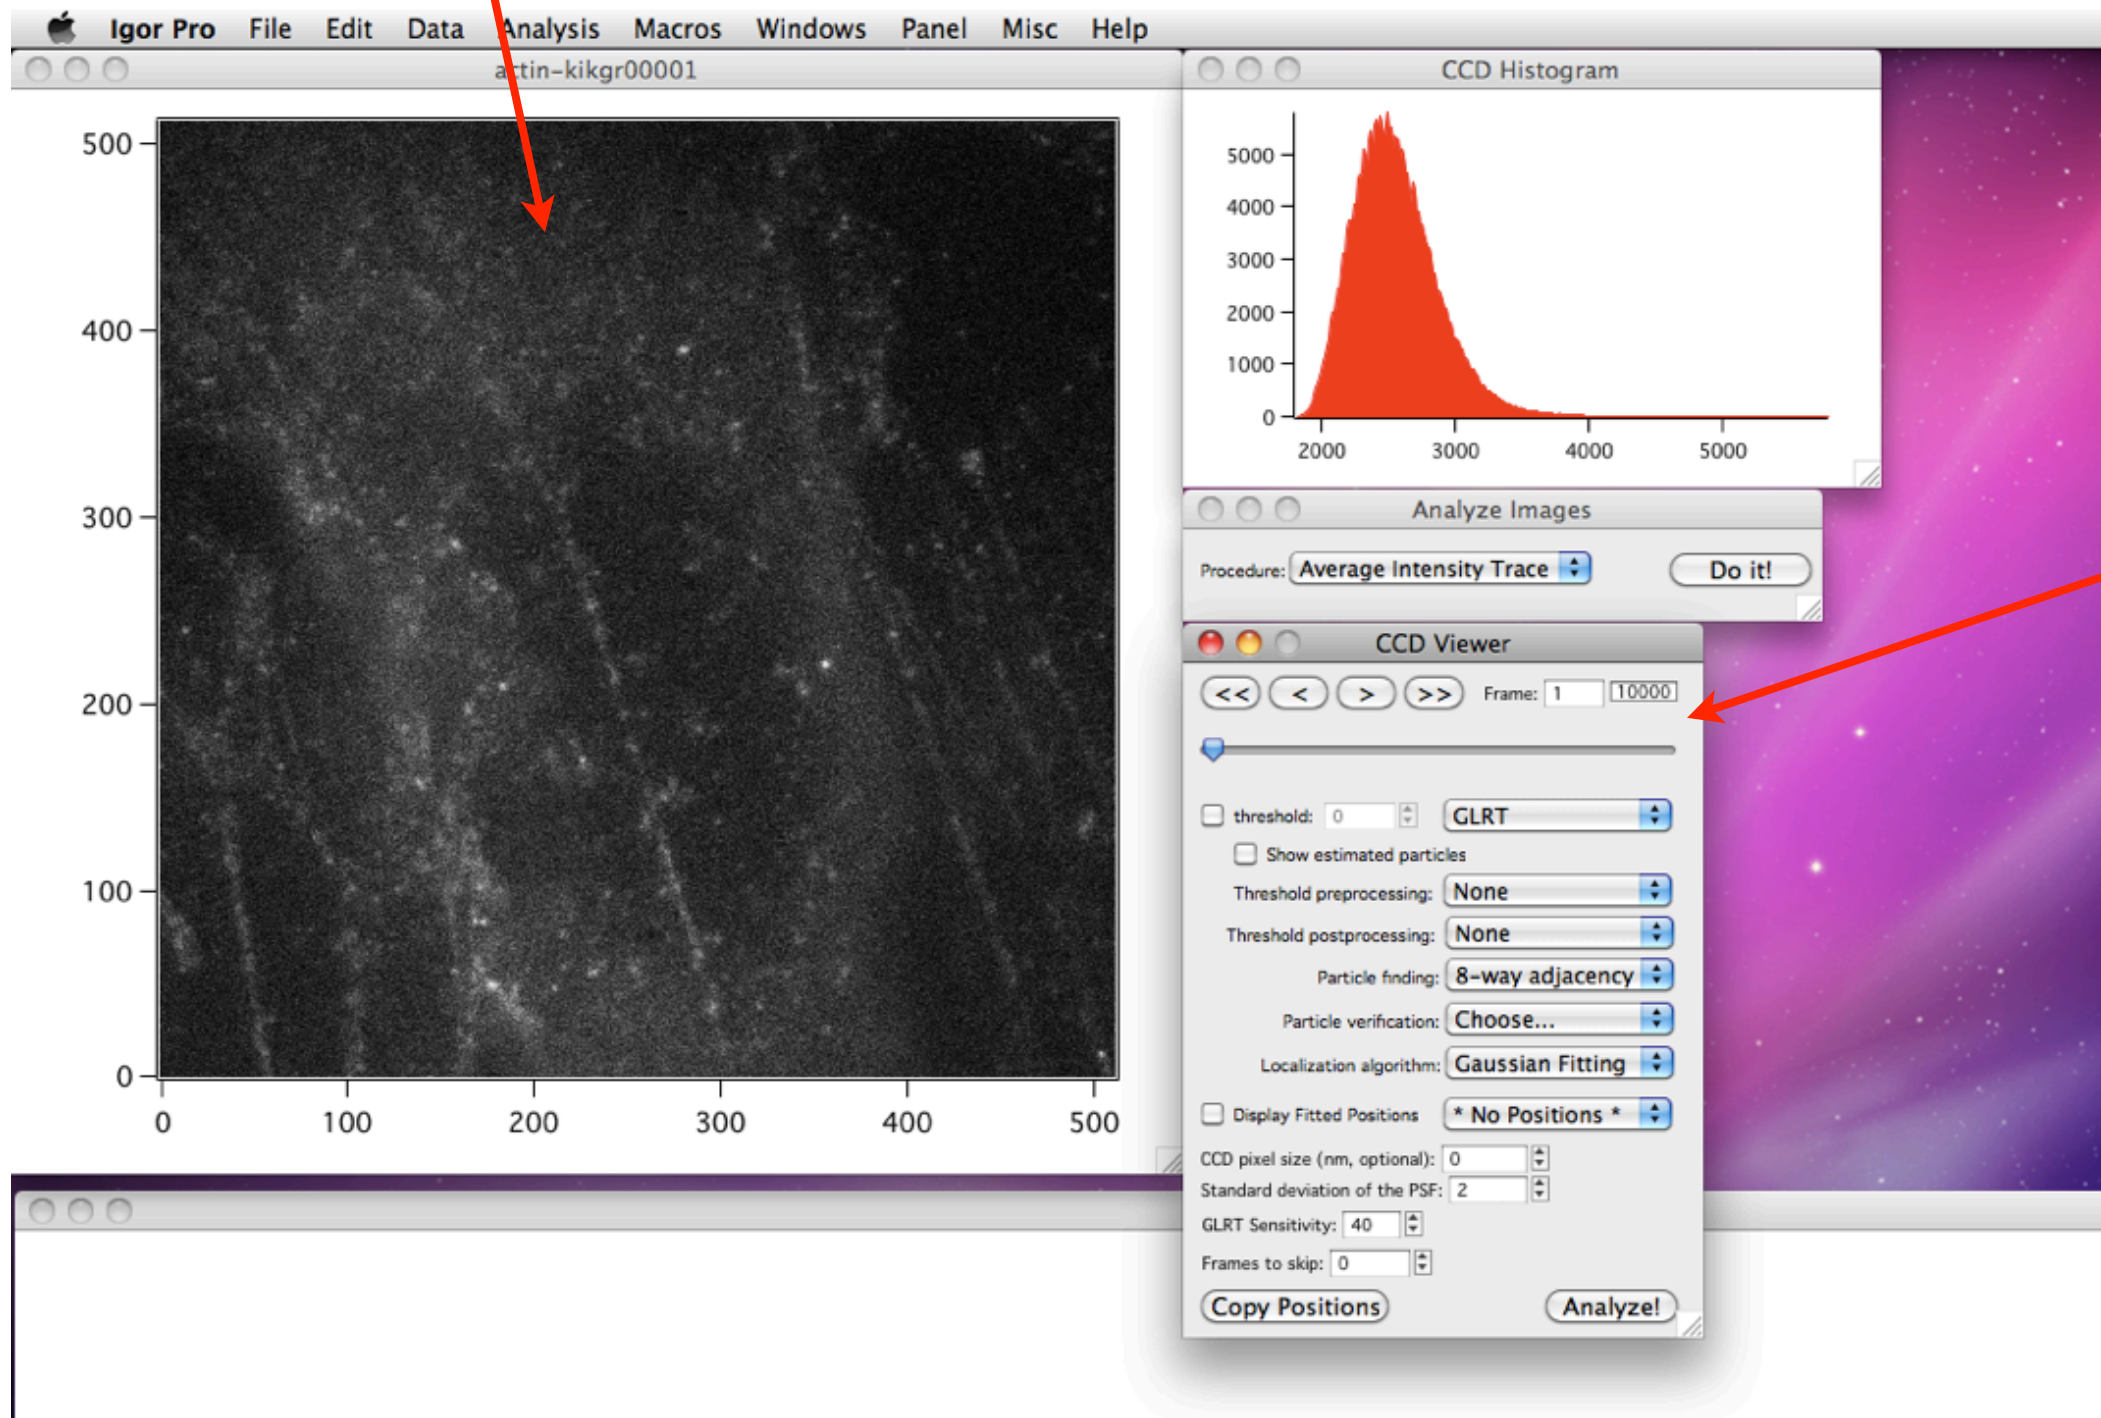 Igor Pro File Edit Data Analysis Macros Windows Panel Misc Help
actin-kikgr00001
500
400
300
200
100
0
0 100 200 300 400 500
CCD Histogram
5000
4000
3000
2000
1000
0
2000 3000 4000 5000
Analyze Images
Procedure: Average Intensity Trace Do it!
CCD Viewer
<< < > >> Frame: 1 10000
threshold: 0 GLRT
Show estimated particles
Threshold preprocessing: None
Threshold postprocessing: None
Particle finding: 8-way adjacency
Particle verification: Choose...
Localization algorithm: Gaussian Fitting
Display Fitted Positions * No Positions *
CCD pixel size (nm, optional): 0
Standard deviation of the PSF: 2
GLRT Sensitivity: 40
Frames to skip: 0
Copy Positions Analyze!